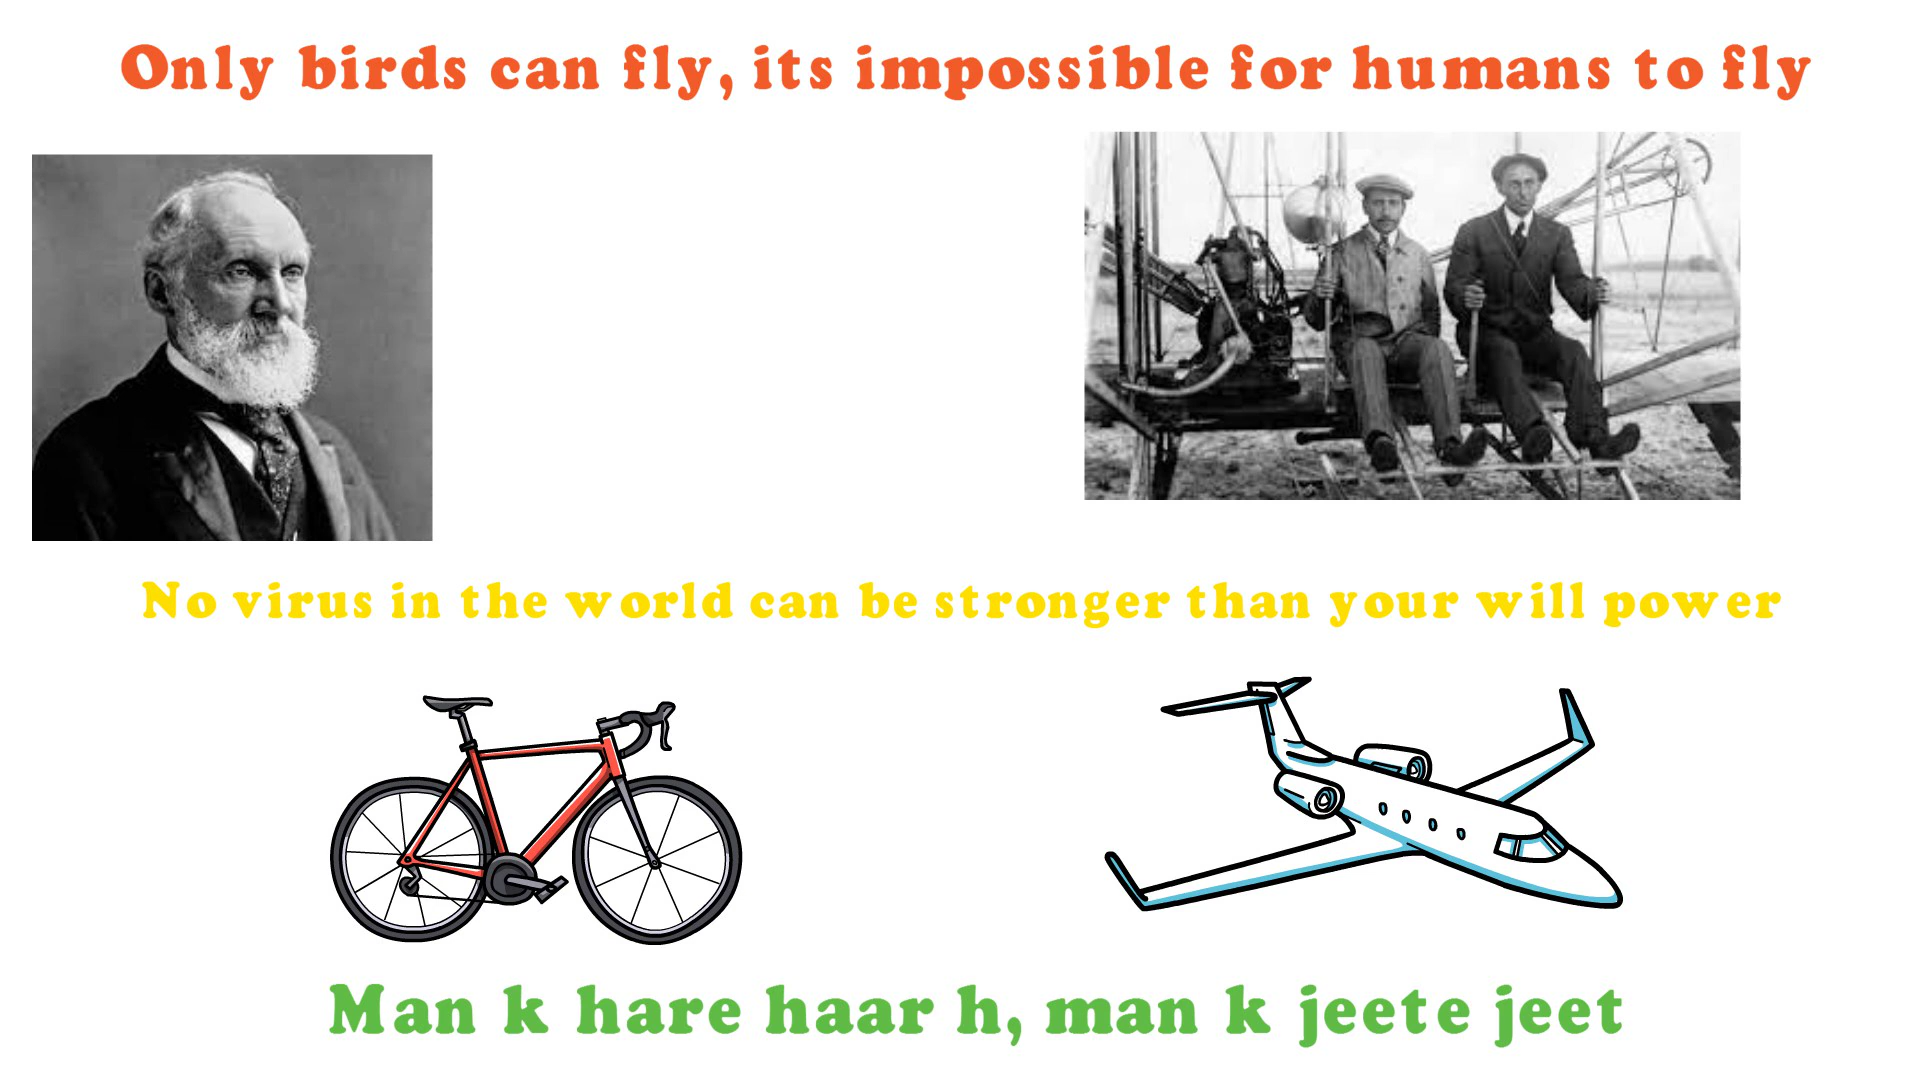 Only birds can fly, its impossible for humans to fly
No virus in the world can be stronger than your will power
Man k hare haar h, man k jeete jeet